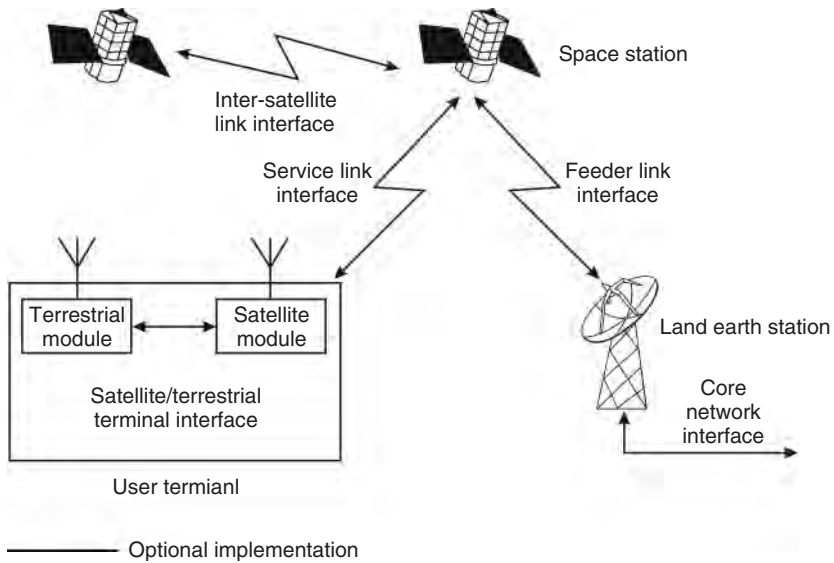 Space station
Inter-satellite
link interface
Service link
interface
Feeder link
interface
Terrestrial
module
Satellite
module
Satellite/terrestrial
terminal interface
User termianl
Land earth station
Core
network
interface
Optional implementation